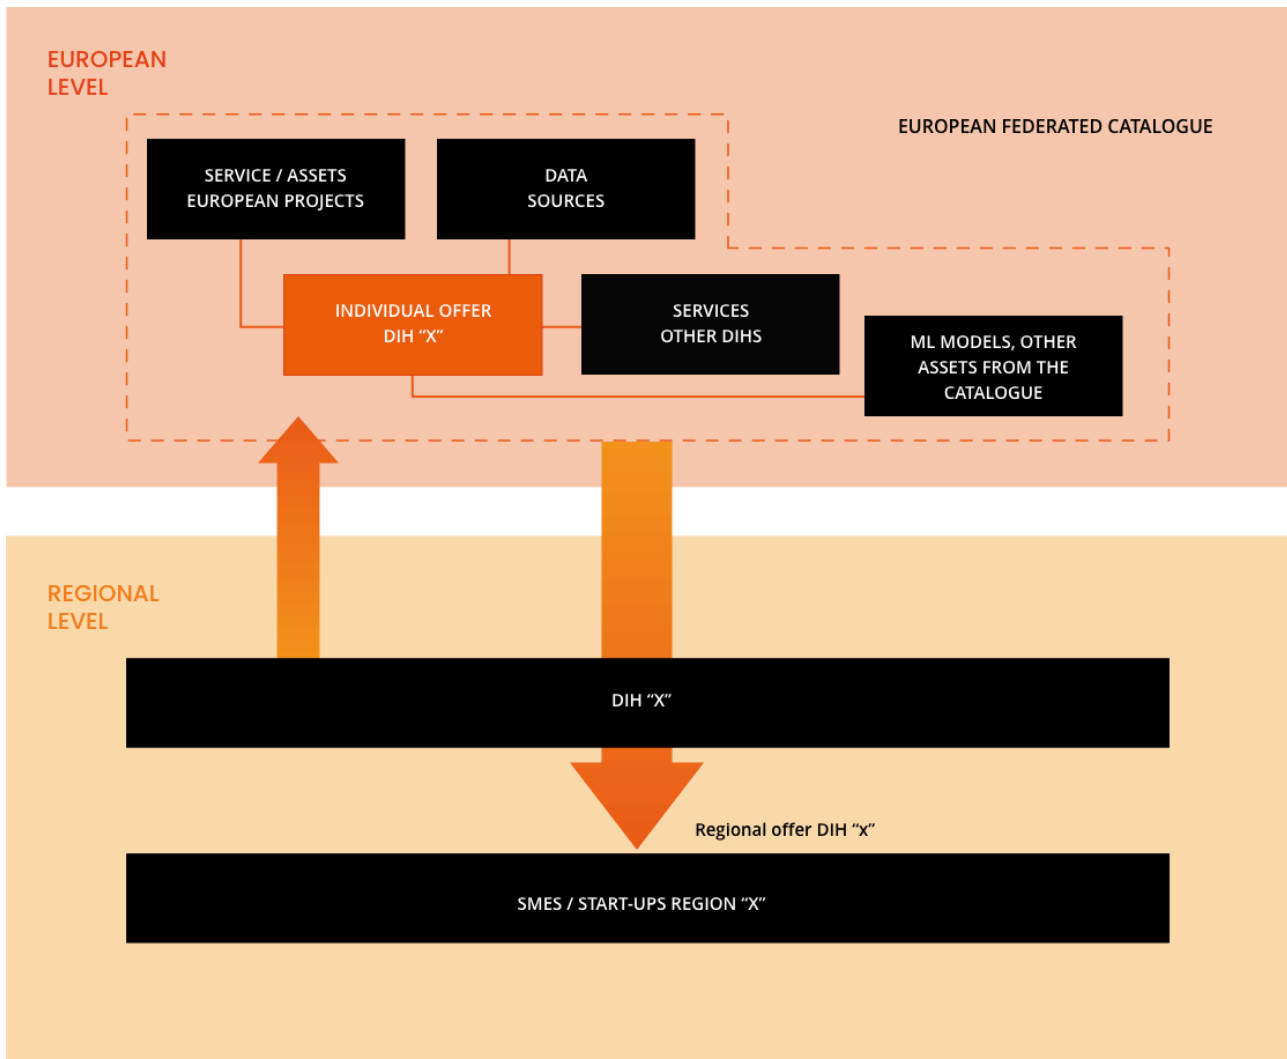 EUROPEAN
LEVEL
EUROPEAN FEDERATED CATALOGUE
SERVICE / ASSETS
EUROPEAN PROJECTS
DATA
SOURCES
INDIVIDUAL OFFER
DIH “X”
SERVICES
OTHER DIHS
ML MODELS, OTHER
ASSETS FROM THE
CATALOGUE
REGIONAL
LEVEL
DIH “X”
Regional offer DIH “x”
SMES / START-UPS REGION “X”